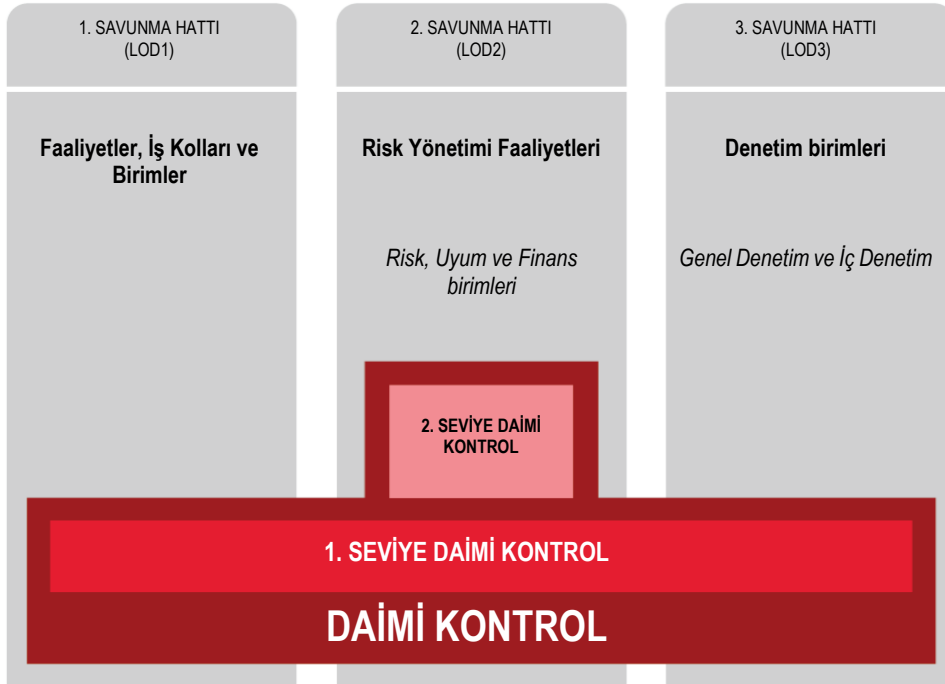 1. SAVUNMA HATTI
(LOD1)
2. SAVUNMA HATTI
(LOD2)
3. SAVUNMA HATTI
(LOD3)
Faaliyetler, İş Kolları ve
Birimler
Risk Yönetimi Faaliyetleri
Denetim birimleri
Risk, Uyum ve Finans
birimleri
Genel Denetim ve İç Denetim
2. SEVİYE DAİMİ
KONTROL
1. SEVİYE DAİMİ KONTROL
DAİMİ KONTROL